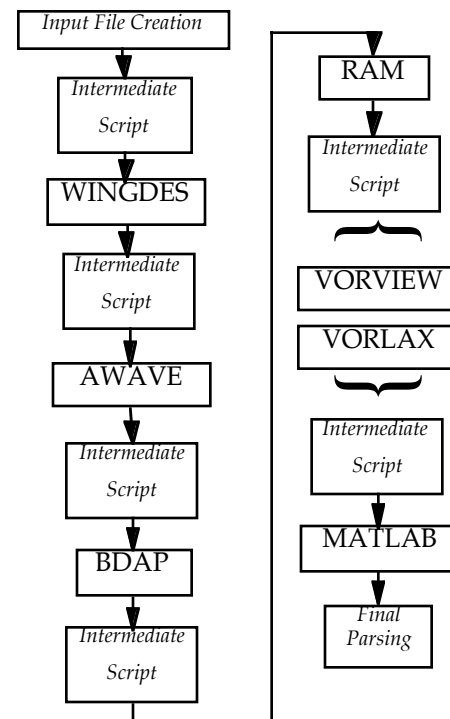 Input File Creation
Intermediate
Script
WINGDES
Intermediate
Script
AWAVE
Intermediate
Script
BDAP
Intermediate
Script
RAM
Intermediate
Script
VORVIEW
VORLAX
Intermediate
Script
MATLAB
Final
Parsing